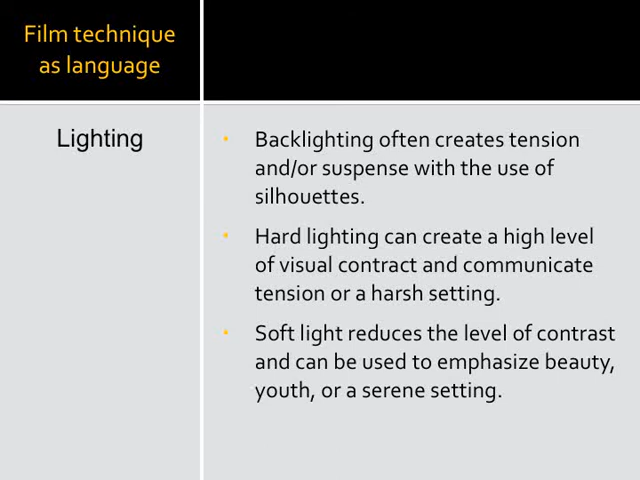 Film technique
as language
Lighting
• Backlighting often creates tension
and/or suspense with the use of
silhouettes.
• Hard lighting can create a high level
of visual contract and communicate
tension or a harsh setting.
• Soft light reduces the level of contrast
and can be used to emphasize beauty,
youth, or a serene setting.